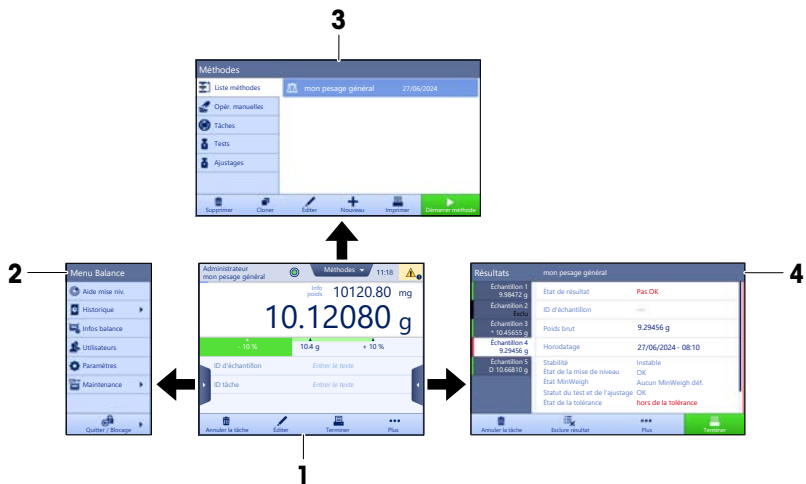 3
Méthodes
Liste méthodes
mon pesage général 27/06/2024
Opér. manuelles
Tâches
Tests
Ajustages
Supprimer Cloner Éditer Nouveau Imprimer Démarrer méthode
2
Menu Balance
Aide mise niv.
Historique
Infos balance
Utilisateurs
Paramètres
Maintenance
Quitter / Blocage
Administrateur
mon pesage général
Méthodes 11:18
Info
poids 10120.80 mg
10.12080 g
- 10 % 10.4 g + 10 %
ID d'échantillon Entrer le texte
ID tâche Entrer le texte
Annuler la tâche Éditer Terminer Plus
1
4
Résultats mon pesage général
Échantillon 1
9.98472 g
Échantillon 2
Exclu
Échantillon 3
* 10.45655 g
Échantillon 4
9.29456 g
Échantillon 5
D 10.66810 g
État de résultat Pas OK
ID d'échantillon ---
Poids brut 9.29456 g
Horodatage 27/06/2024 - 08:10
Stabilité Instable
État de la mise de niveau OK
État MinWeigh Aucun MinWeigh déf.
Statut du test et de l'ajustage OK
État de la tolérance hors de la tolérance
Annuler la tâche Exclure résultat Plus Terminer